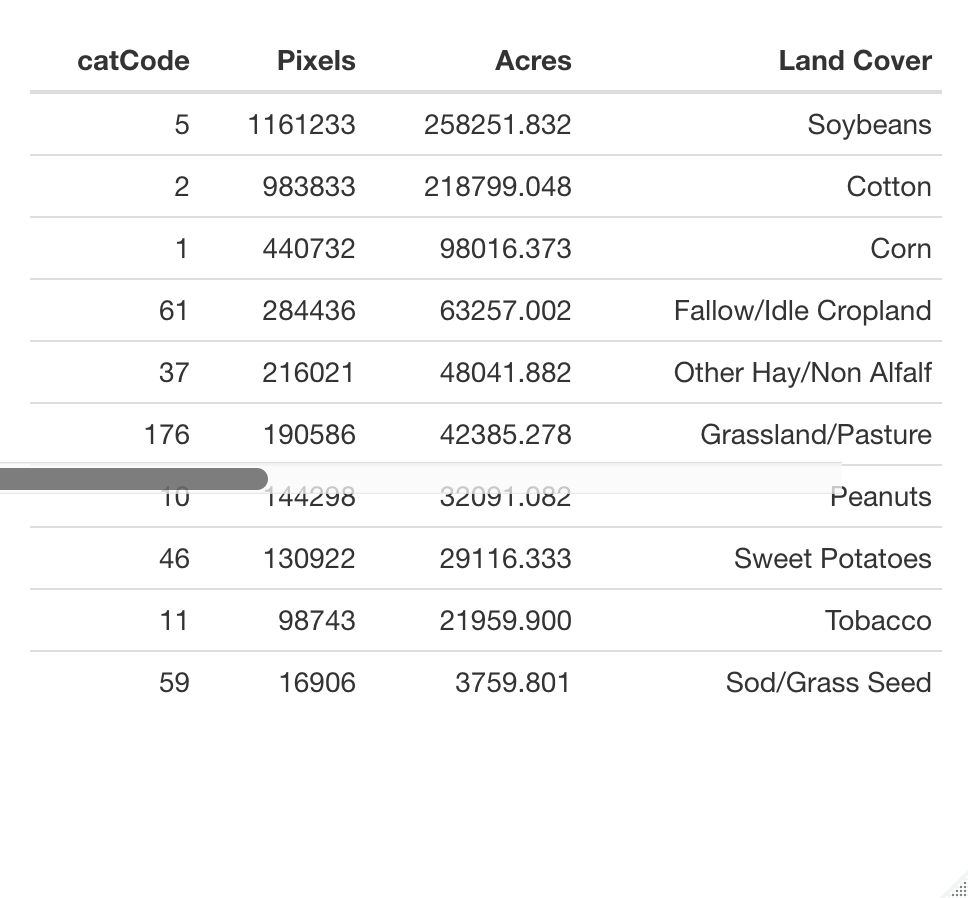 catCode Pixels Acres Land Cover
5 1161233 258251.832 Soybeans
2 983833 218799.048 Cotton
1 440732 98016.373 Corn
61 284436 63257.002 Fallow/Idle Cropland
37 216021 48041.882 Other Hay/Non Alfalf
176 190586 42385.278 Grassland/Pasture
10 144298 32091.082 Peanuts
46 130922 29116.333 Sweet Potatoes
11 98743 21959.900 Tobacco
59 16906 3759.801 Sod/Grass Seed